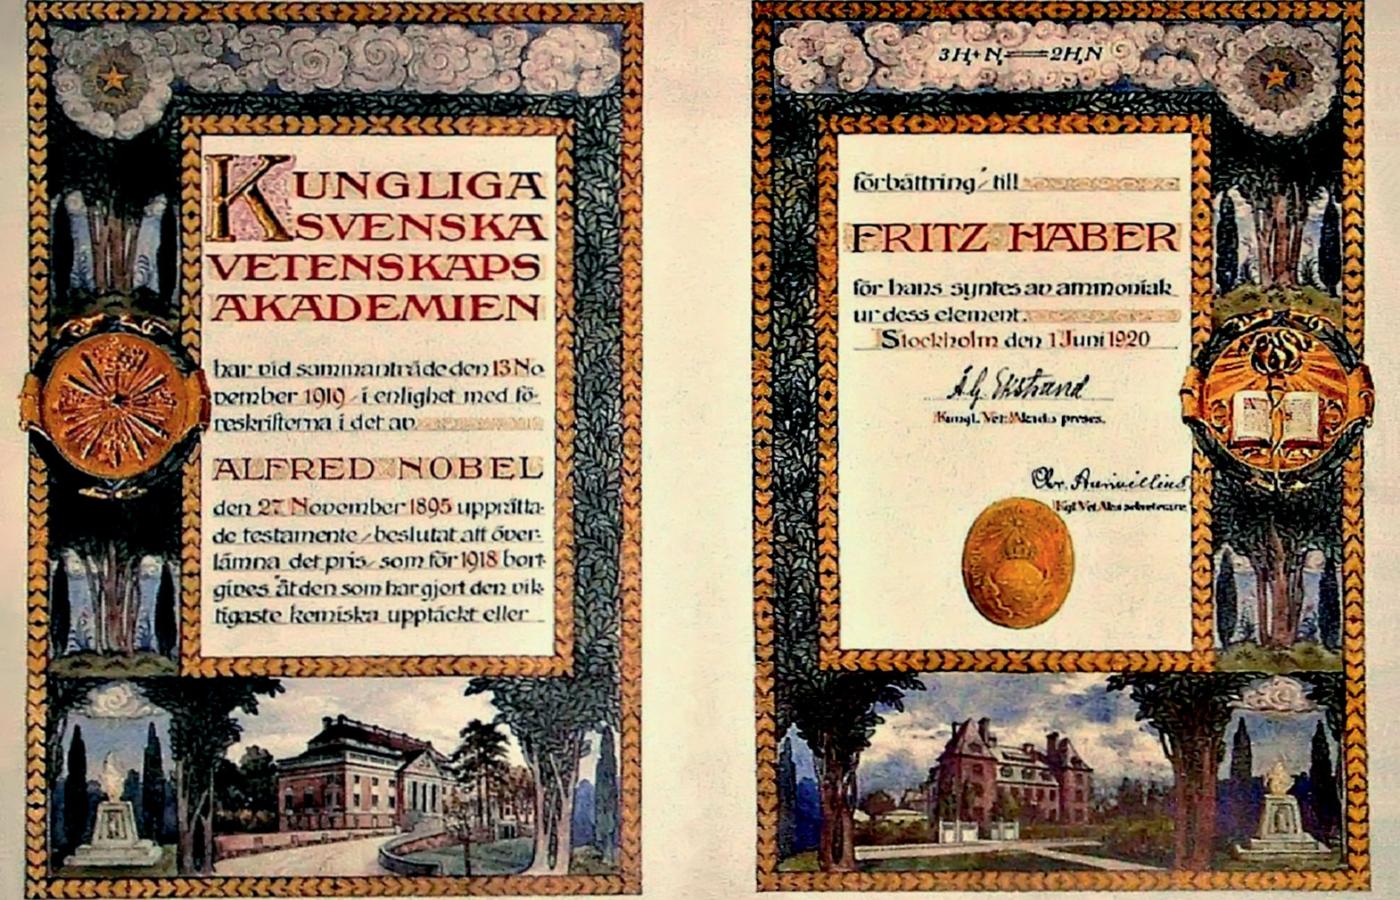 KUNGLIGA
SVENSKA
VETENSKAPS
AKADEMIEN
har vid sammanträde den 13 No
vember 1919 i enlighet med fö-
reskrifterna i det av
ALFRED NOBEL
den 27 November 1895 upprätta-
de testamente beslutat att över-
lämna det pris som för 1918 bort-
gives åt den som har gjort den vik-
tigaste kemiska upptäckt eller
3H₂+N₂⇌2H₃N
förbättring till
FRITZ HABER
för hans syntes av ammoniak
ur dess element.
Stockholm den 1 Juni 1920
Å G Ekstrand
Kungl. Vet. Akad:s preses.
Chr. Aurivillius
Kgl Vet Akas sekreterare